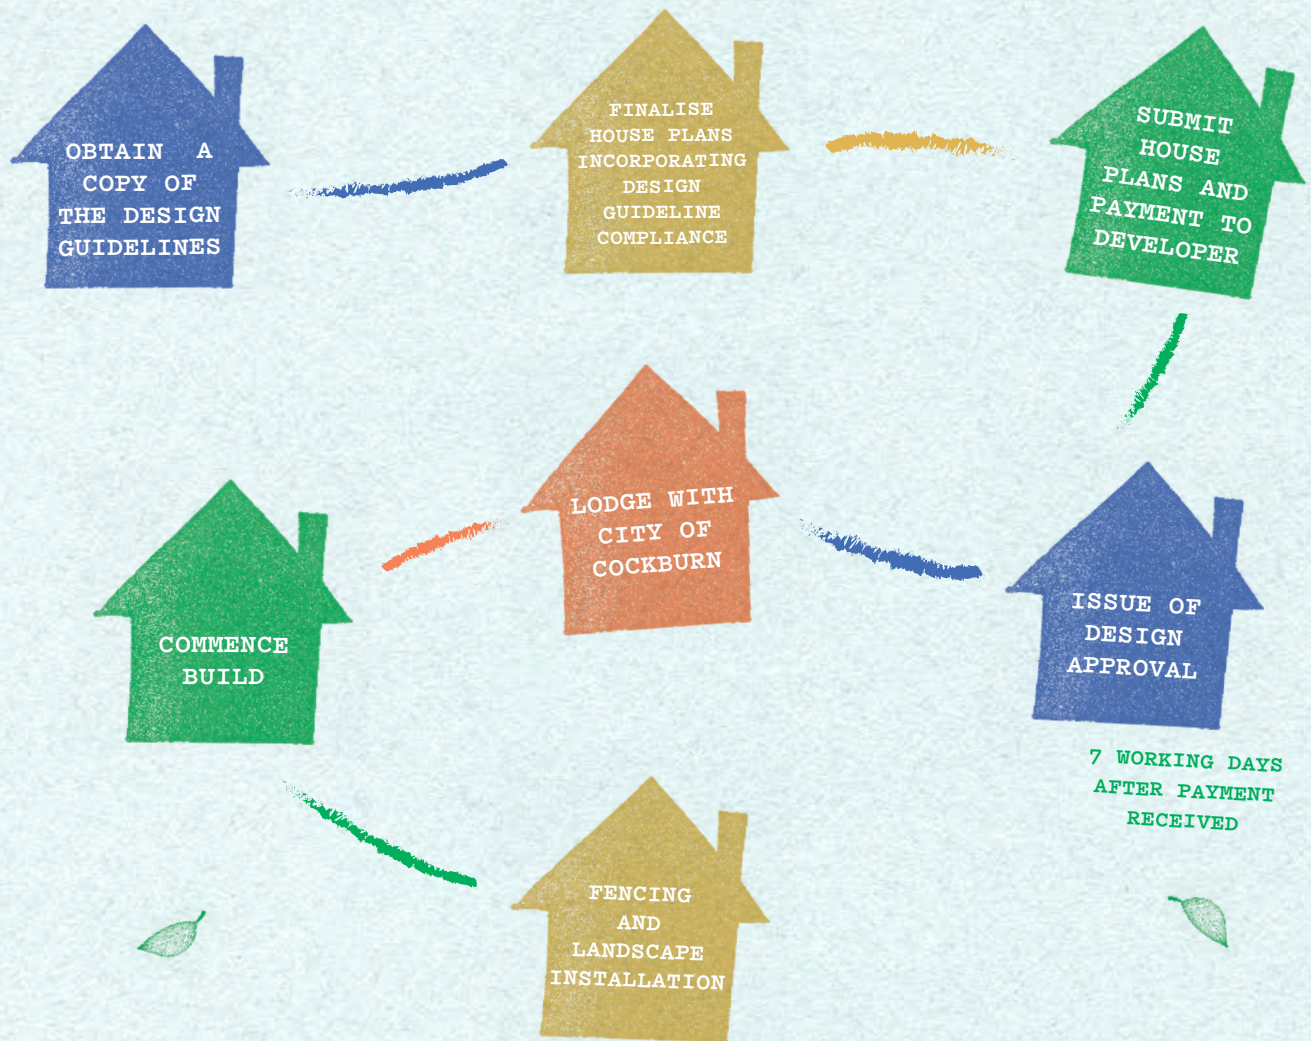 OBTAIN A
COPY OF
THE DESIGN
GUIDELINES
FINALISE
HOUSE PLANS
INCORPORATING
DESIGN
GUIDELINE
COMPLIANCE
SUBMIT
HOUSE
PLANS AND
PAYMENT TO
DEVELOPER
ISSUE OF
DESIGN
APPROVAL
7 WORKING DAYS
AFTER PAYMENT
RECEIVED
LODGE WITH
CITY OF
COCKBURN
COMMENCE
BUILD
FENCING
AND
LANDSCAPE
INSTALLATION